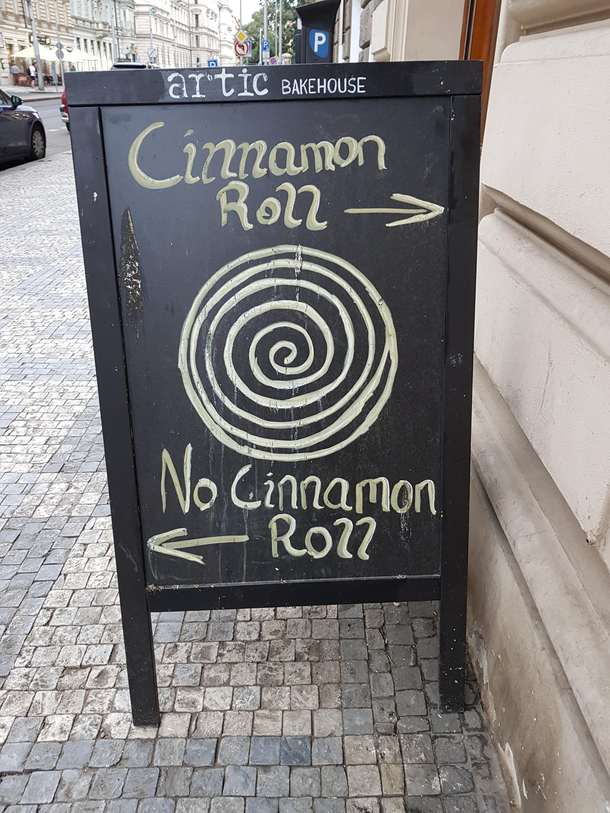 P
artic BAKEHOUSE
Cinnamon
Roll
No Cinnamon
Roll